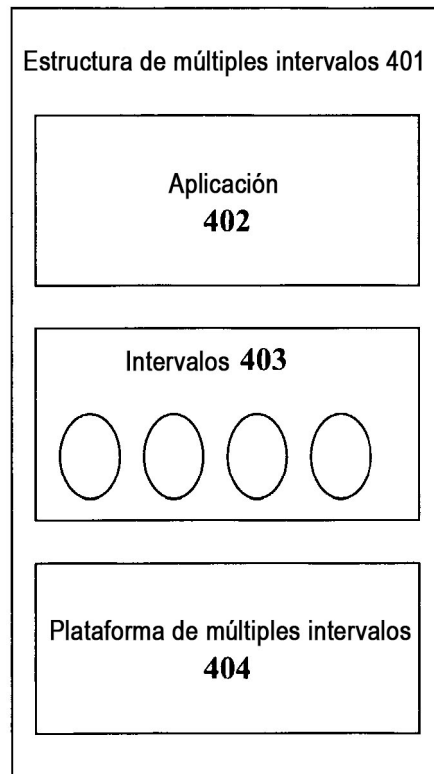 Estructura de múltiples intervalos 401
Aplicación
402
Intervalos 403
Plataforma de múltiples intervalos
404